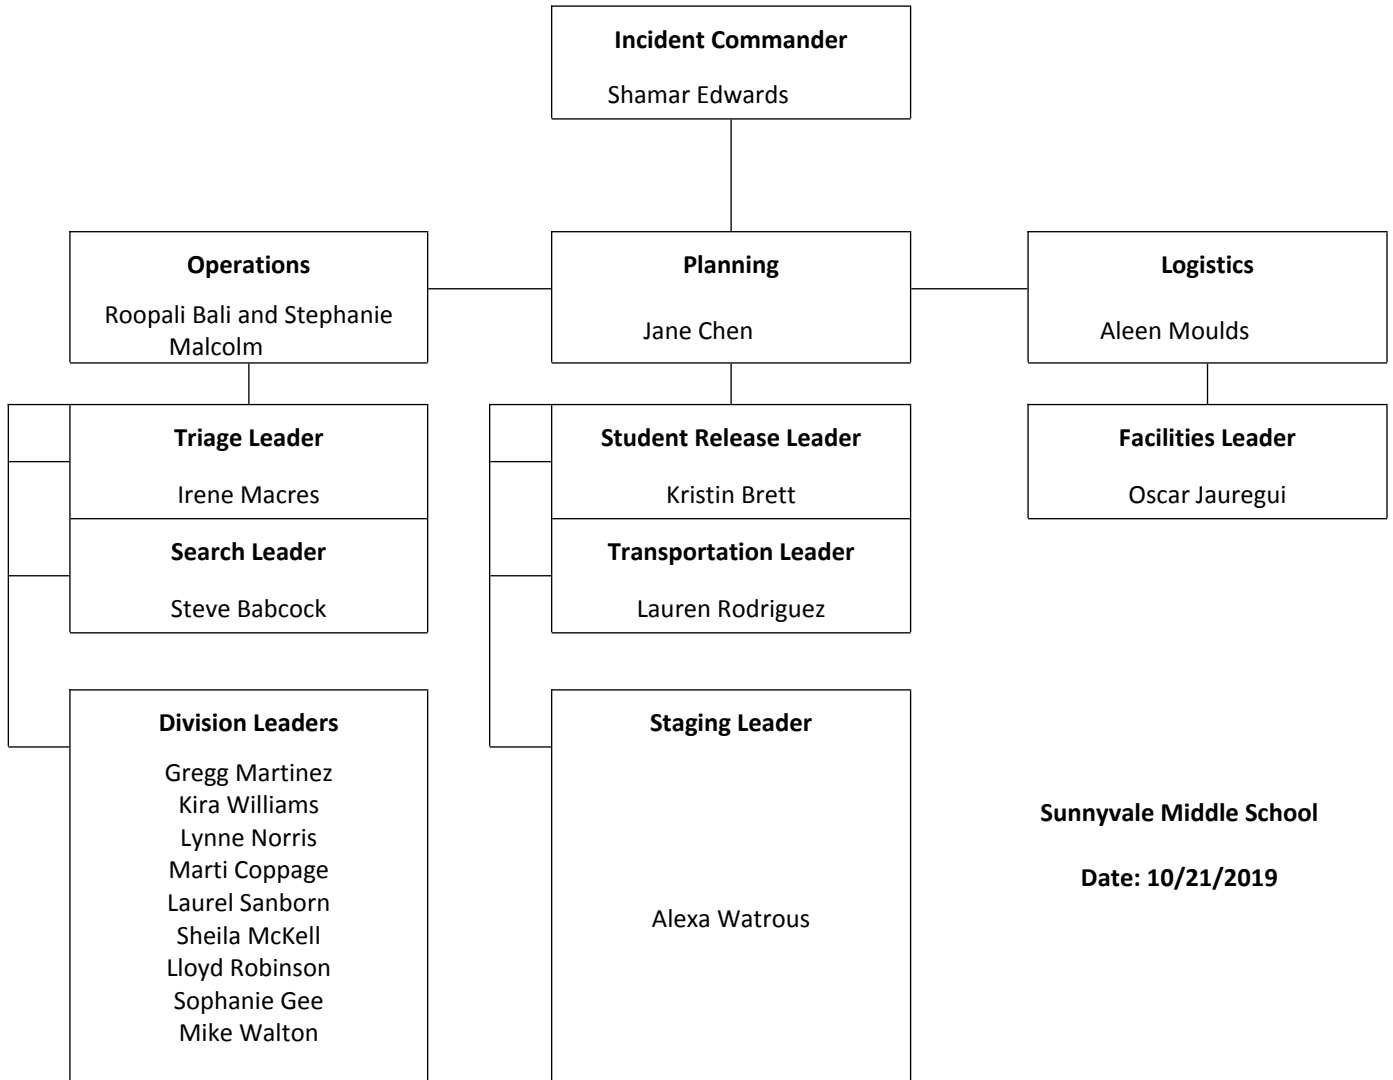 Incident Commander
Shamar Edwards
Operations
Roopali Bali and Stephanie
Malcolm
Planning
Jane Chen
Logistics
Aleen Moulds
Triage Leader
Irene Macres
Student Release Leader
Kristin Brett
Facilities Leader
Oscar Jauregui
Search Leader
Steve Babcock
Transportation Leader
Lauren Rodriguez
Division Leaders
Gregg Martinez
Kira Williams
Lynne Norris
Marti Coppage
Laurel Sanborn
Sheila McKell
Lloyd Robinson
Sophanie Gee
Mike Walton
Staging Leader
Alexa Watrous
Sunnyvale Middle School
Date: 10/21/2019